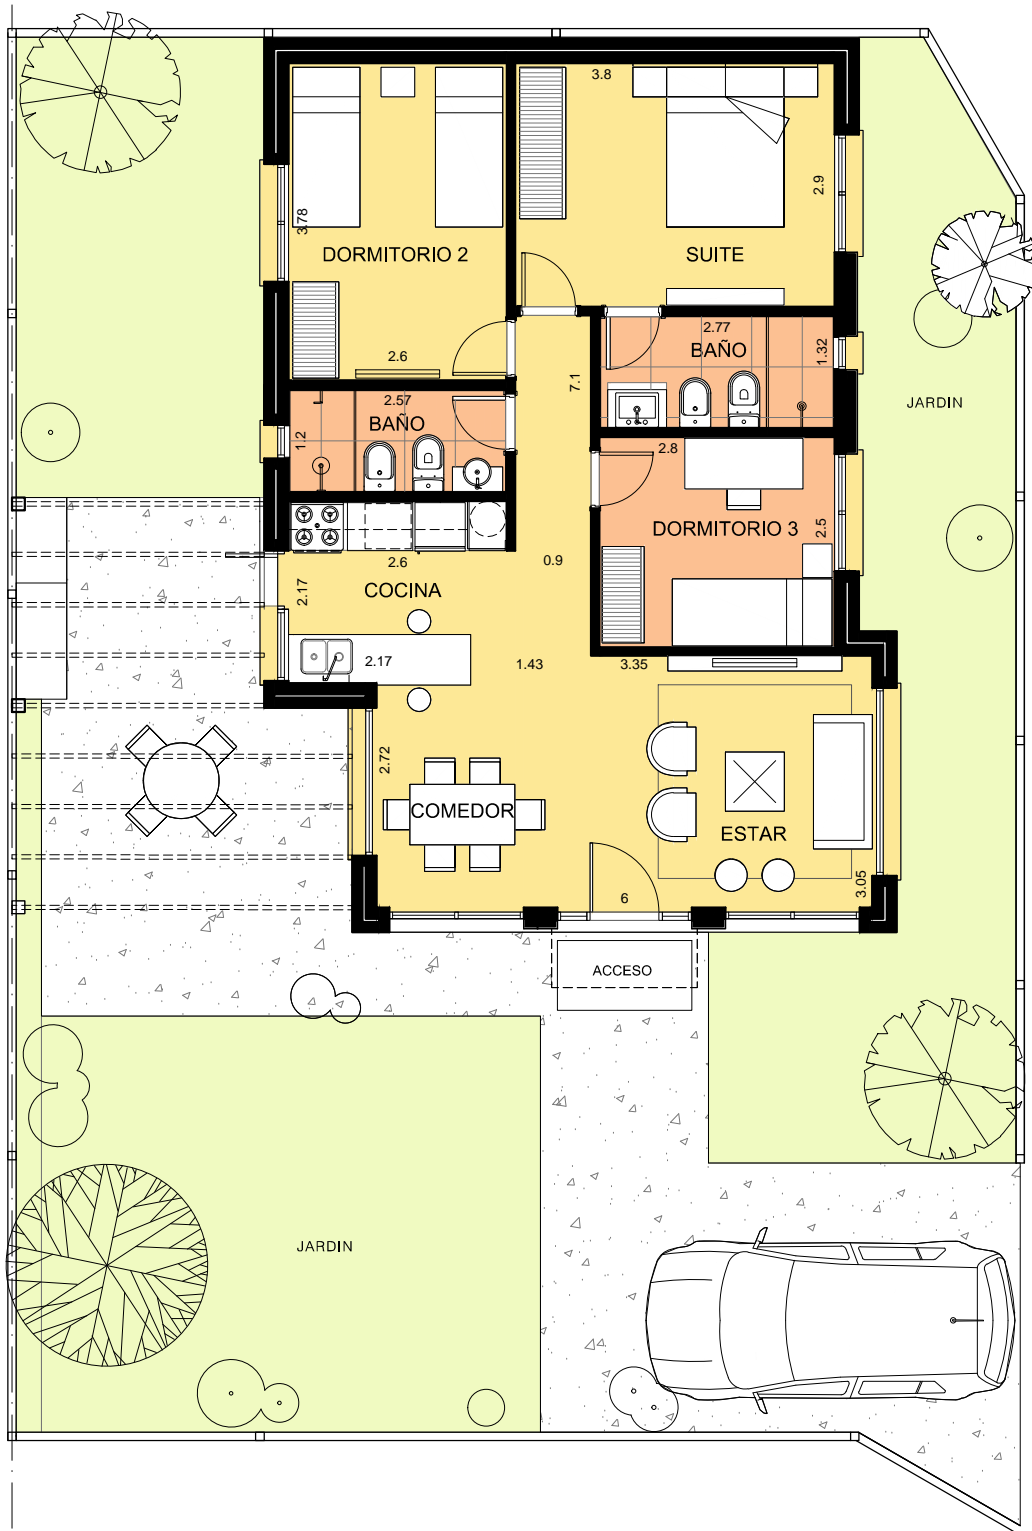 3.8
2.9
3.78
DORMITORIO 2
SUITE
2.6
2.77
BAÑO
1.32
7.1
2.57
BAÑO
1.2
JARDIN
2.8
DORMITORIO 3
2.5
2.6
0.9
COCINA
2.17
2.17
1.43
3.35
2.72
COMEDOR
ESTAR
3.05
6
ACCESO
JARDIN